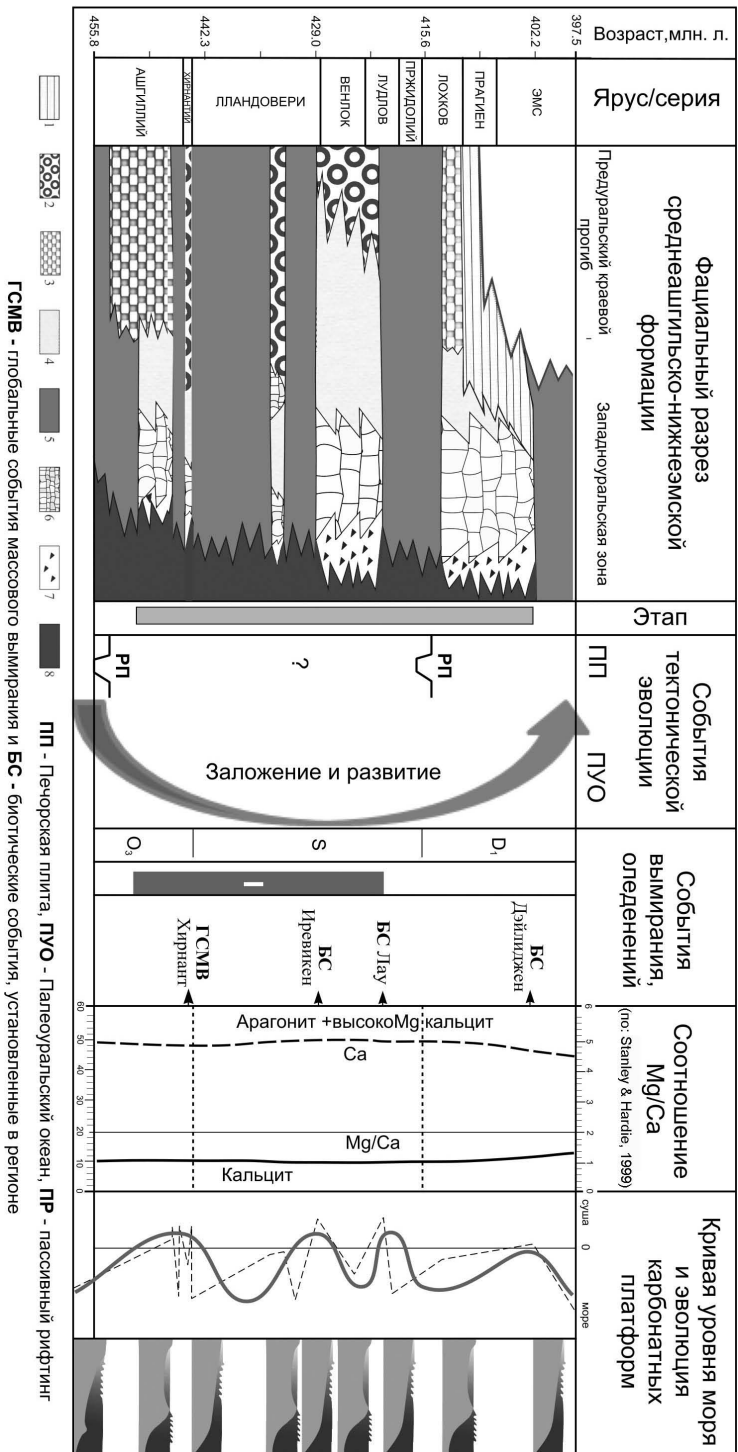 Возраст,млн. л.
397.5
402.2
415.6
429.0
442.3
455.8
Ярус/серия
ЭМС
ПРАГИЕН
ЛОХКОВ
ПРЖИДОЛИЙ
ЛУДЛОВ
ВЕНЛОК
ЛЛАНДОВЕРИ
ХИРНАНТИЙ
АШГИЛЛИЙ
Фациальный разрез
среднеашгильско-нижнеэмской
формации
Предуральский краевой
прогиб
Западноуральская зона
Этап
События
тектонической
эволюции
ПП
ПУО
РП
?
РП
Заложение и развитие
События
вымирания,
оледенений
D1
S
O3
БС
Дэйлиджен
БС Лау
БС
Иревикен
ГСМВ
Хирнант
Соотношение
Mg/Ca
(по: Stanley & Hardie, 1999)
6
5
4
3
2
1
0
Арагонит +высокоMg кальцит
Ca
Mg/Ca
Кальцит
60
50
40
30
20
10
0
Кривая уровня моря
и эволюция
карбонатных
платформ
суша
0
море
1
2
3
4
5
6
7
8
ПП - Печорская плита, ПУО - Палеоуральский океан, ПР - пассивный рифтинг
ГСМВ - глобальные события массового вымирания и БС - биотические события, установленные в регионе